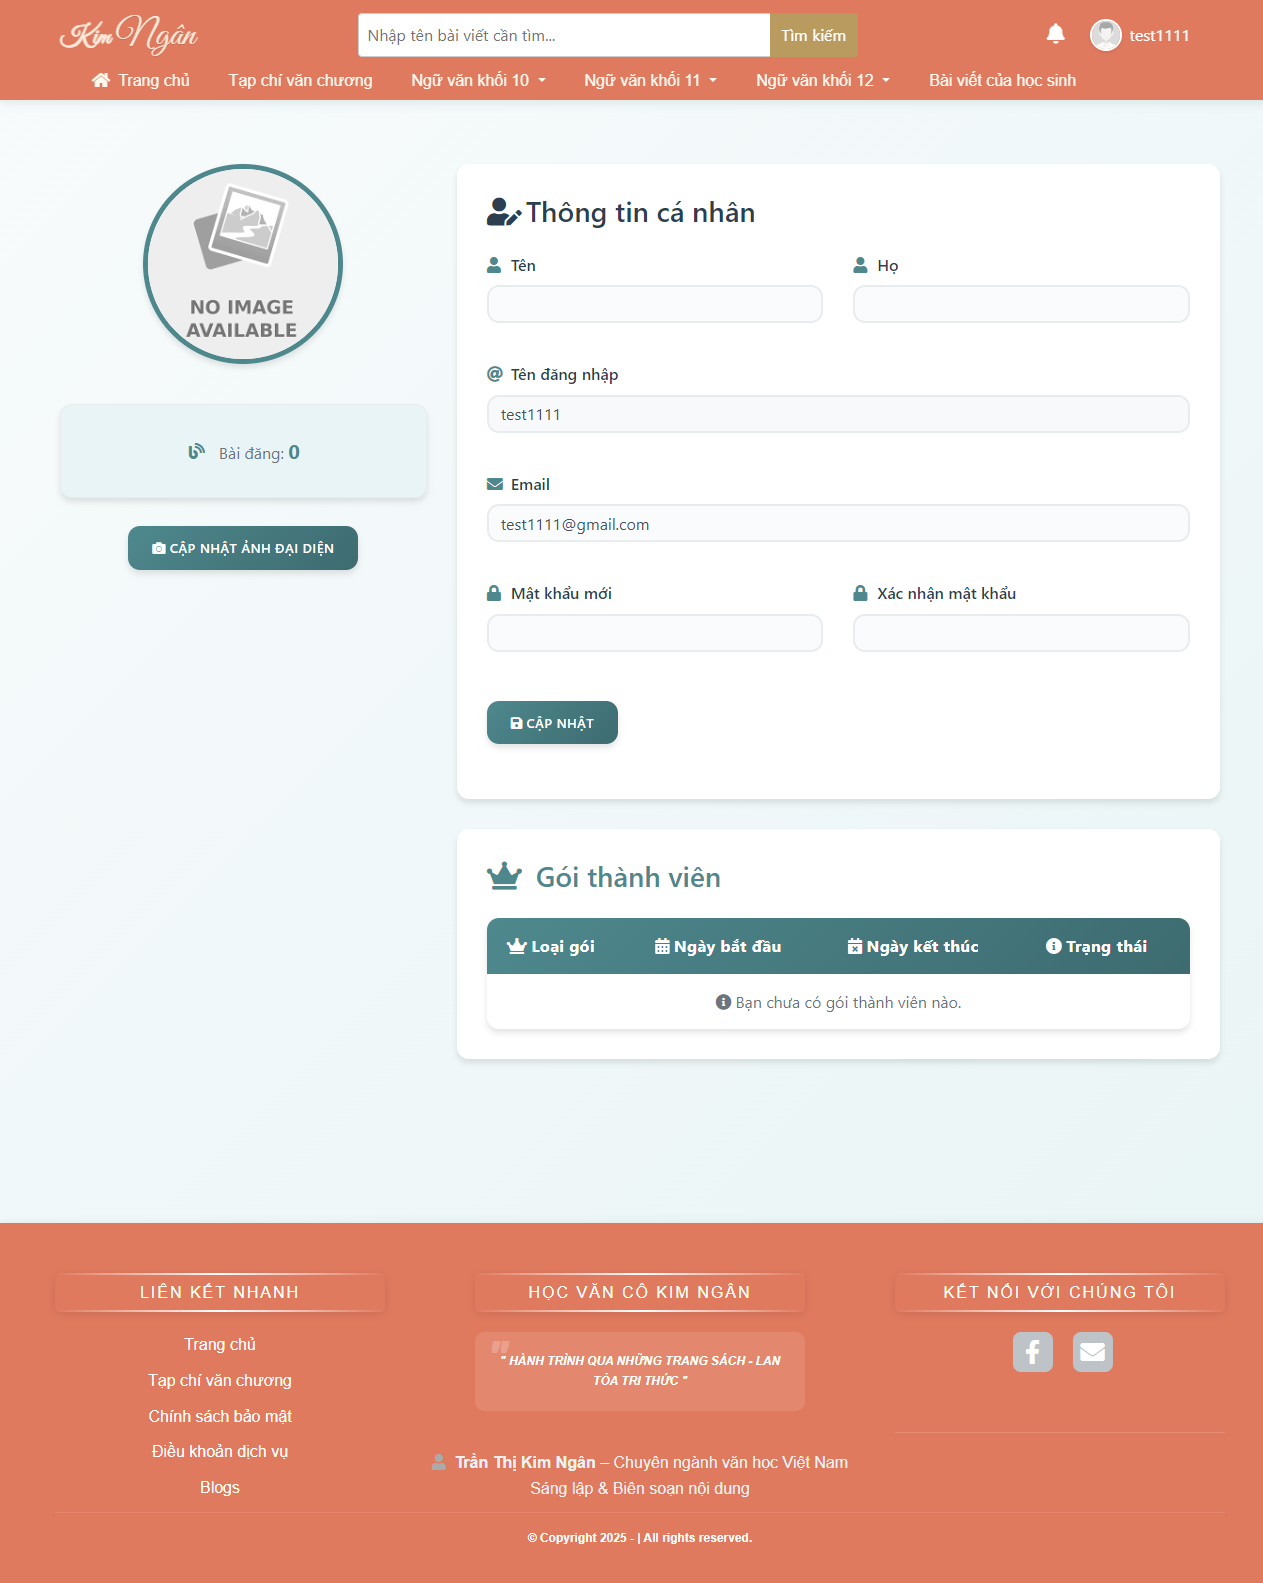 Kim Ngân
Nhập tên bài viết cần tìm...
Tìm kiếm
test1111
Trang chủ
Tạp chí văn chương
Ngữ văn khối 10
Ngữ văn khối 11
Ngữ văn khối 12
Bài viết của học sinh
NO IMAGE
AVAILABLE
Bài đăng: 0
CẬP NHẬT ẢNH ĐẠI DIỆN
Thông tin cá nhân
Tên
Họ
Tên đăng nhập
test1111
Email
test1111@gmail.com
Mật khẩu mới
Xác nhận mật khẩu
CẬP NHẬT
Gói thành viên
Loại gói
Ngày bắt đầu
Ngày kết thúc
Trạng thái
Bạn chưa có gói thành viên nào.
LIÊN KẾT NHANH
Trang chủ
Tạp chí văn chương
Chính sách bảo mật
Điều khoản dịch vụ
Blogs
HỌC VĂN CÔ KIM NGÂN
" HÀNH TRÌNH QUA NHỮNG TRANG SÁCH - LAN
TỎA TRI THỨC "
Trần Thị Kim Ngân – Chuyên ngành văn học Việt Nam
Sáng lập & Biên soạn nội dung
KẾT NỐI VỚI CHÚNG TÔI
© Copyright 2025 - | All rights reserved.